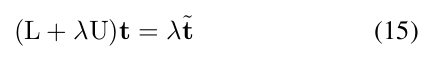 (L + λU)t = λt̃ (15)